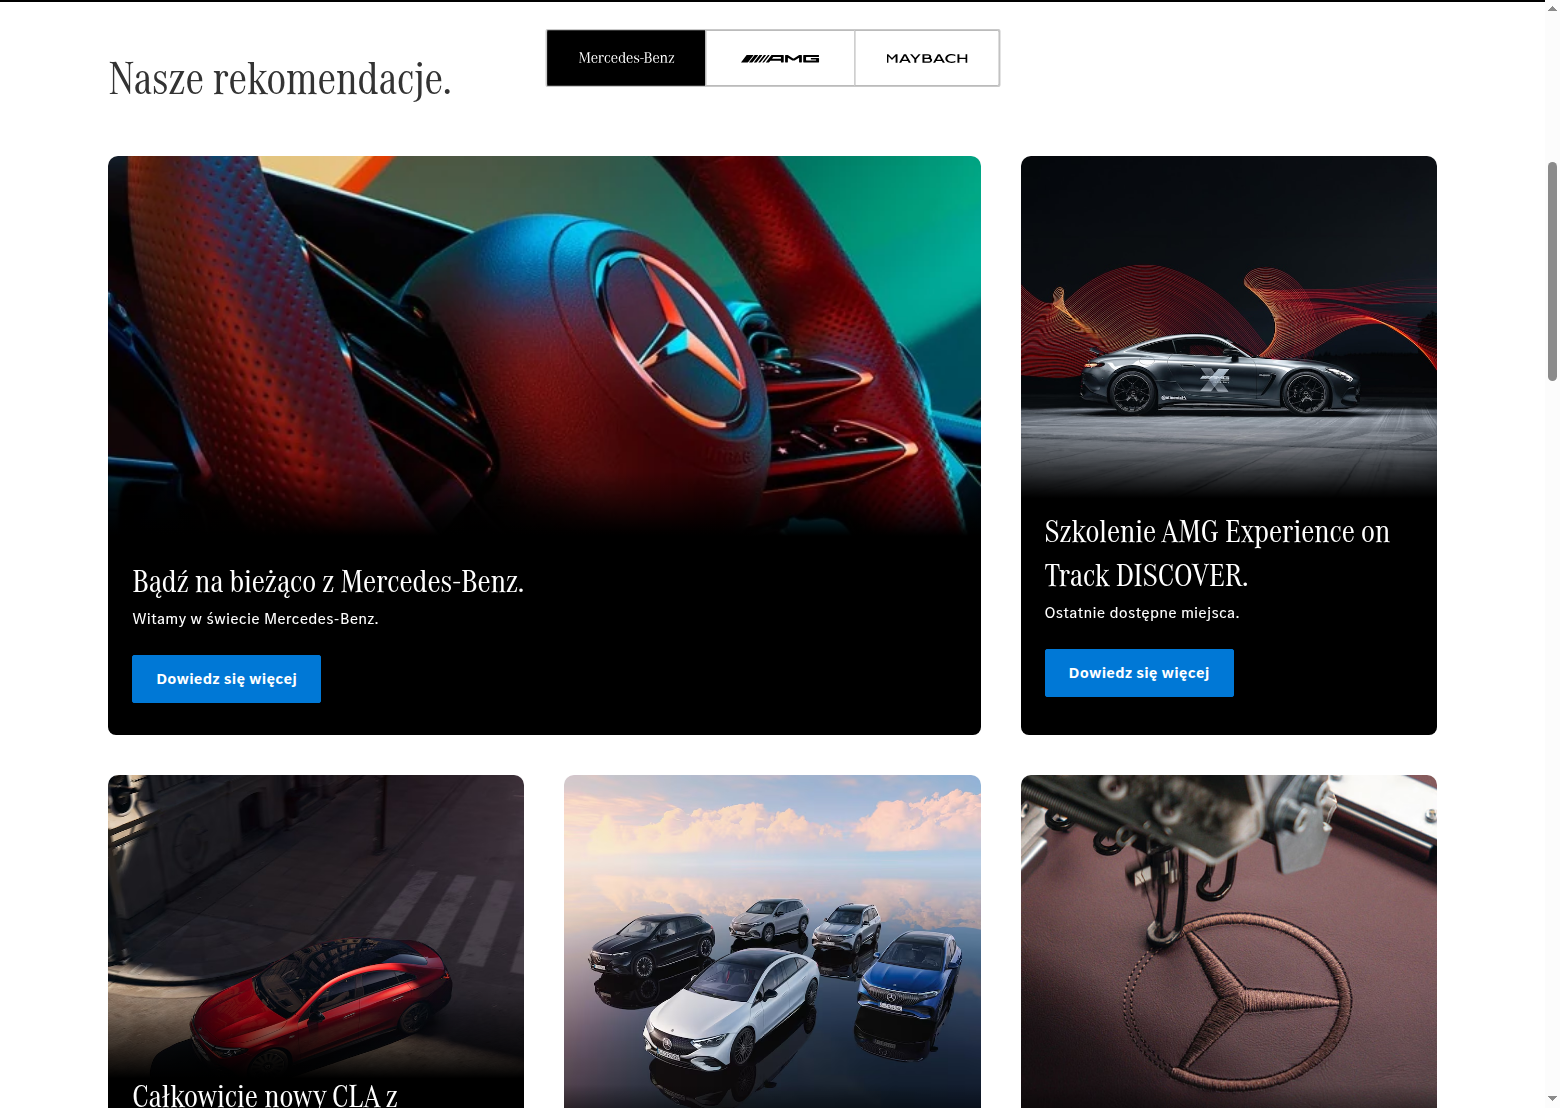 Nasze rekomendacje.
Mercedes-Benz
AMG
MAYBACH
Bądź na bieżąco z Mercedes-Benz.
Witamy w świecie Mercedes-Benz.
Dowiedz się więcej
Szkolenie AMG Experience on
Track DISCOVER.
Ostatnie dostępne miejsca.
Dowiedz się więcej
Całkowicie nowy CLA z